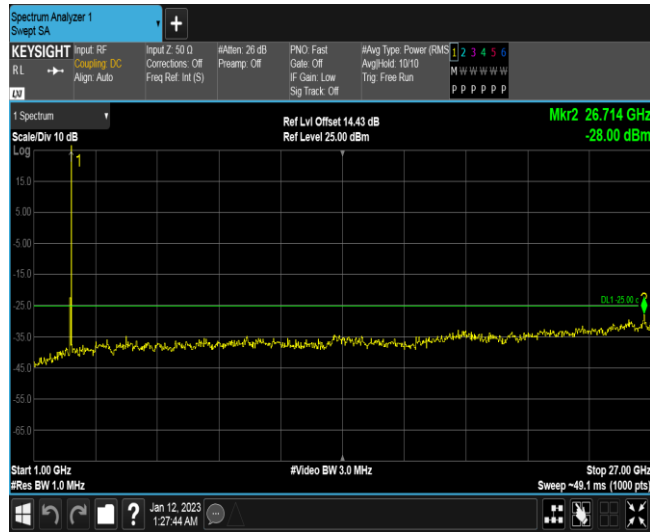 Spectrum Analyzer 1
Swept SA
+
KEYSIGHT Input: RF Input Z: 50 Ω #Atten: 26 dB PNO: Fast #Avg Type: Power (RMS 1 2 3 4 5 6
RL Coupling: DC Corrections: Off Preamp: Off Gate: Off Avg|Hold: 10/10 M W W W W W
Align: Auto Freq Ref: Int (S) IF Gain: Low Trig: Free Run
LXI Sig Track: Off P P P P P P
1 Spectrum Ref Lvl Offset 14.43 dB Mkr2 26.714 GHz
Scale/Div 10 dB Ref Level 25.00 dBm -28.00 dBm
Log
1
15.0
5.00
-5.00
-15.0
DL1 -25.00 2
-25.0
-35.0
-45.0
-55.0
-65.0
Start 1.00 GHz #Video BW 3.0 MHz Stop 27.00 GHz
#Res BW 1.0 MHz Sweep ~49.1 ms (1000 pts)
? Jan 12, 2023
1:27:44 AM